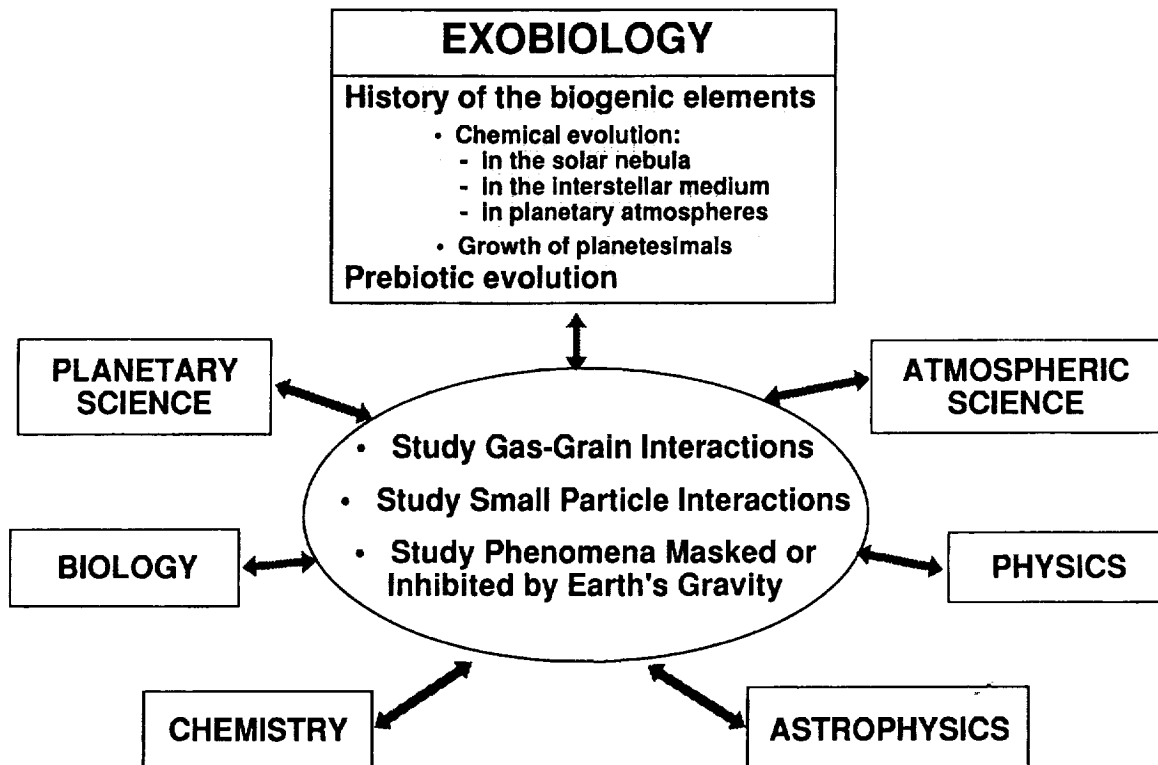 EXOBIOLOGY
History of the biogenic elements
• Chemical evolution:
- in the solar nebula
- in the interstellar medium
- in planetary atmospheres
• Growth of planetesimals
Prebiotic evolution
PLANETARY
SCIENCE
ATMOSPHERIC
SCIENCE
• Study Gas-Grain Interactions
• Study Small Particle Interactions
• Study Phenomena Masked or
Inhibited by Earth's Gravity
BIOLOGY
PHYSICS
CHEMISTRY
ASTROPHYSICS